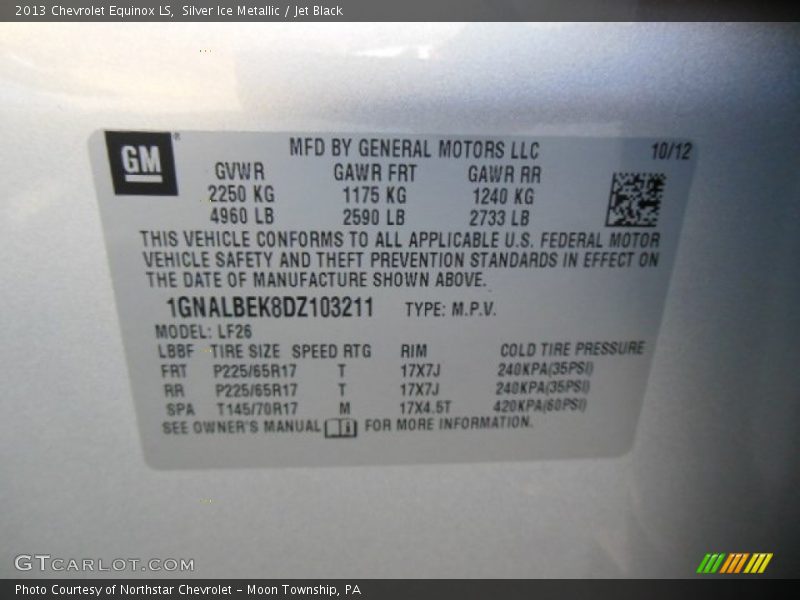 2013 Chevrolet Equinox LS, Silver Ice Metallic / Jet Black
GM®
MFD BY GENERAL MOTORS LLC 10/12
GVWR GAWR FRT GAWR RR
2250 KG 1175 KG 1240 KG
4960 LB 2590 LB 2733 LB
THIS VEHICLE CONFORMS TO ALL APPLICABLE U.S. FEDERAL MOTOR
VEHICLE SAFETY AND THEFT PREVENTION STANDARDS IN EFFECT ON
THE DATE OF MANUFACTURE SHOWN ABOVE.
1GNALBEK8DZ103211 TYPE: M.P.V.
MODEL: LF26
LBBF TIRE SIZE SPEED RTG RIM COLD TIRE PRESSURE
FRT P225/65R17 T 17X7J 240KPA(35PSI)
RR P225/65R17 T 17X7J 240KPA(35PSI)
SPA T145/70R17 M 17X4.5T 420KPA(60PSI)
SEE OWNER'S MANUAL FOR MORE INFORMATION.
GTCARLOT.COM
Photo Courtesy of Northstar Chevrolet - Moon Township, PA